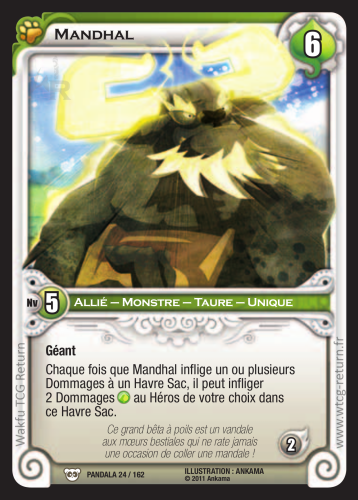 Mandhal
6
Nv 5
Allié – Monstre – Taure – Unique
Géant
Chaque fois que Mandhal inflige un ou plusieurs
Dommages à un Havre Sac, il peut infliger
2 Dommages au Héros de votre choix dans
ce Havre Sac.
Ce grand bêta à poils est un vandale
aux mœurs bestiales qui ne rate jamais
une occasion de coller une mandale !
2
PANDALA 24 / 162
ILLUSTRATION : ANKAMA
© 2011 Ankama
Wakfu TCG Return
www.wtcg-return.fr